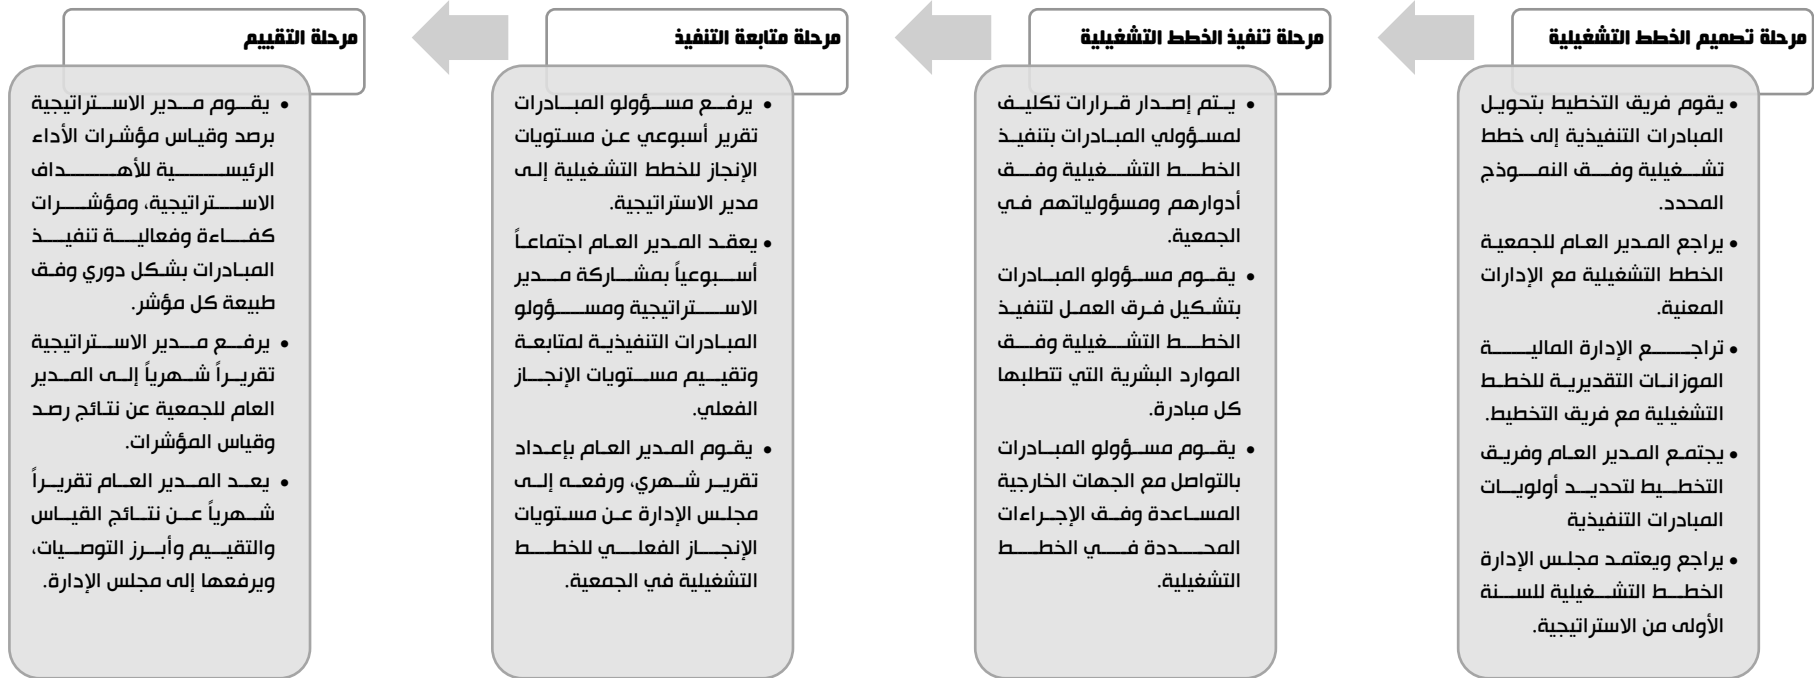 مرحلة تصميم الخطط التشغيلية
• يقوم فريق التخطيط بتحويل
المبادرات التنفيذية إلى خطط
تشغيلية وفق النموذج
المحدد.
• يراجع المدير العام للجمعية
الخطط التشغيلية مع الإدارات
المعنية.
• تراجع الإدارة المالية
الموزانات التقديرية للخطط
التشغيلية مع فريق التخطيط.
• يجتمع المدير العام وفريق
التخطيط لتحديد أولويات
المبادرات التنفيذية
• يراجع ويعتمد مجلس الإدارة
الخطط التشغيلية للسنة
الأولى من الاستراتيجية.
مرحلة تنفيذ الخطط التشغيلية
• يتم إصدار قرارات تكليف
لمسؤولي المبادرات بتنفيذ
الخطط التشغيلية وفق
أدوارهم ومسؤولياتهم في
الجمعية.
• يقوم مسؤولو المبادرات
بتشكيل فرق العمل لتنفيذ
الخطط التشغيلية وفق
الموارد البشرية التي تتطلبها
كل مبادرة.
• يقوم مسؤولو المبادرات
بالتواصل مع الجهات الخارجية
المساعدة وفق الإجراءات
المحددة في الخطط
التشغيلية.
مرحلة متابعة التنفيذ
• يرفع مسؤولو المبادرات
تقرير أسبوعي عن مستويات
الإنجاز للخطط التشغيلية إلى
مدير الاستراتيجية.
• يعقد المدير العام اجتماعاً
أسبوعياً بمشاركة مدير
الاستراتيجية ومسؤولو
المبادرات التنفيذية لمتابعة
وتقييم مستويات الإنجاز
الفعلي.
• يقوم المدير العام بإعداد
تقرير شهري، ورفعه إلى
مجلس الإدارة عن مستويات
الإنجاز الفعلي للخطط
التشغيلية في الجمعية.
مرحلة التقييم
• يقوم مدير الاستراتيجية
برصد وقياس مؤشرات الأداء
الرئيسية للأهداف
الاستراتيجية، ومؤشرات
كفاءة وفعالية تنفيذ
المبادرات بشكل دوري وفق
طبيعة كل مؤشر.
• يرفع مدير الاستراتيجية
تقريراً شهرياً إلى المدير
العام للجمعية عن نتائج رصد
وقياس المؤشرات.
• يعد المدير العام تقريراً
شهرياً عن نتائج القياس
والتقييم وأبرز التوصيات،
ويرفعها إلى مجلس الإدارة.